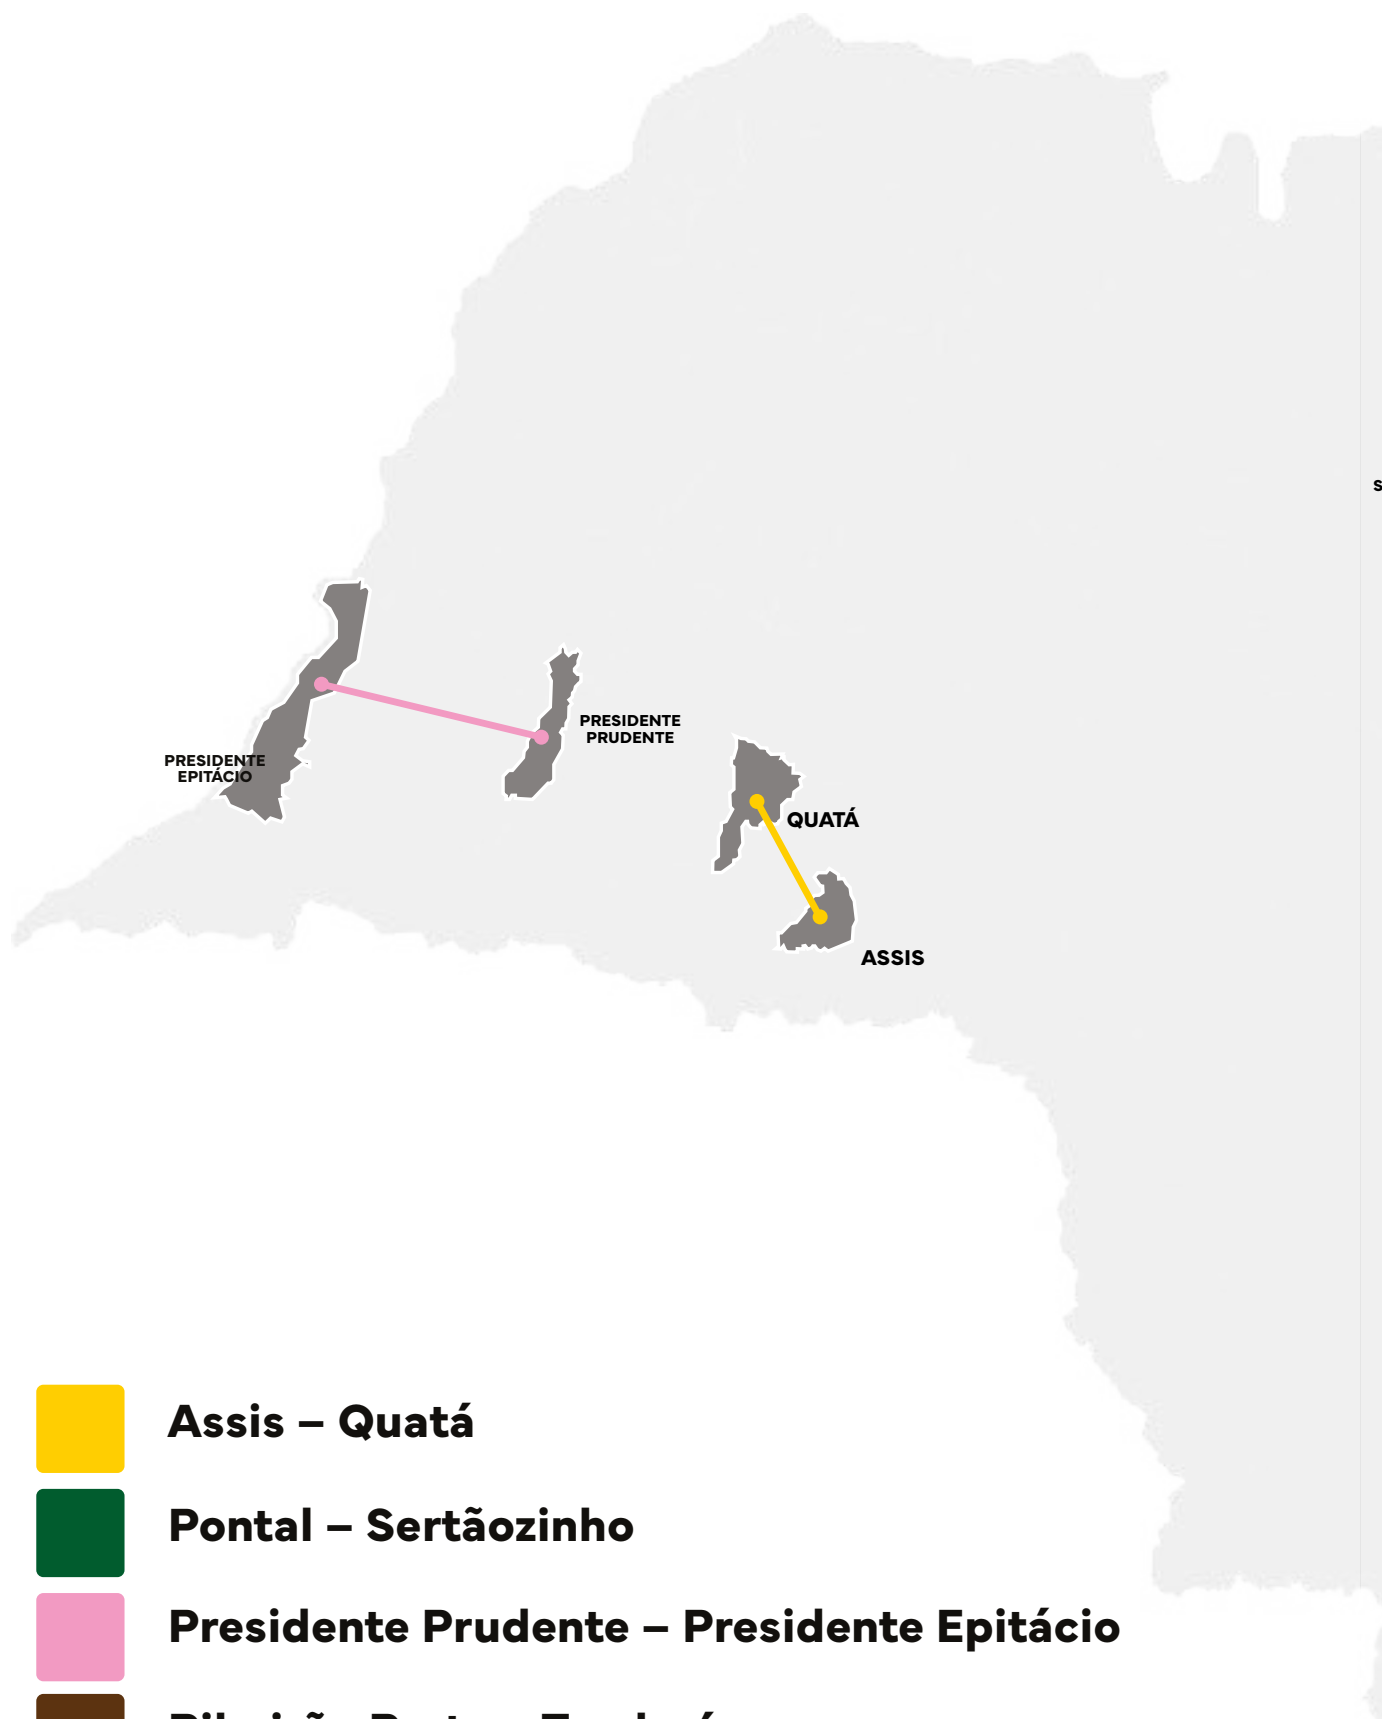 S
PRESIDENTE
PRUDENTE
PRESIDENTE
EPITÁCIO
QUATÁ
ASSIS
Assis – Quatá
Pontal – Sertãozinho
Presidente Prudente – Presidente Epitácio